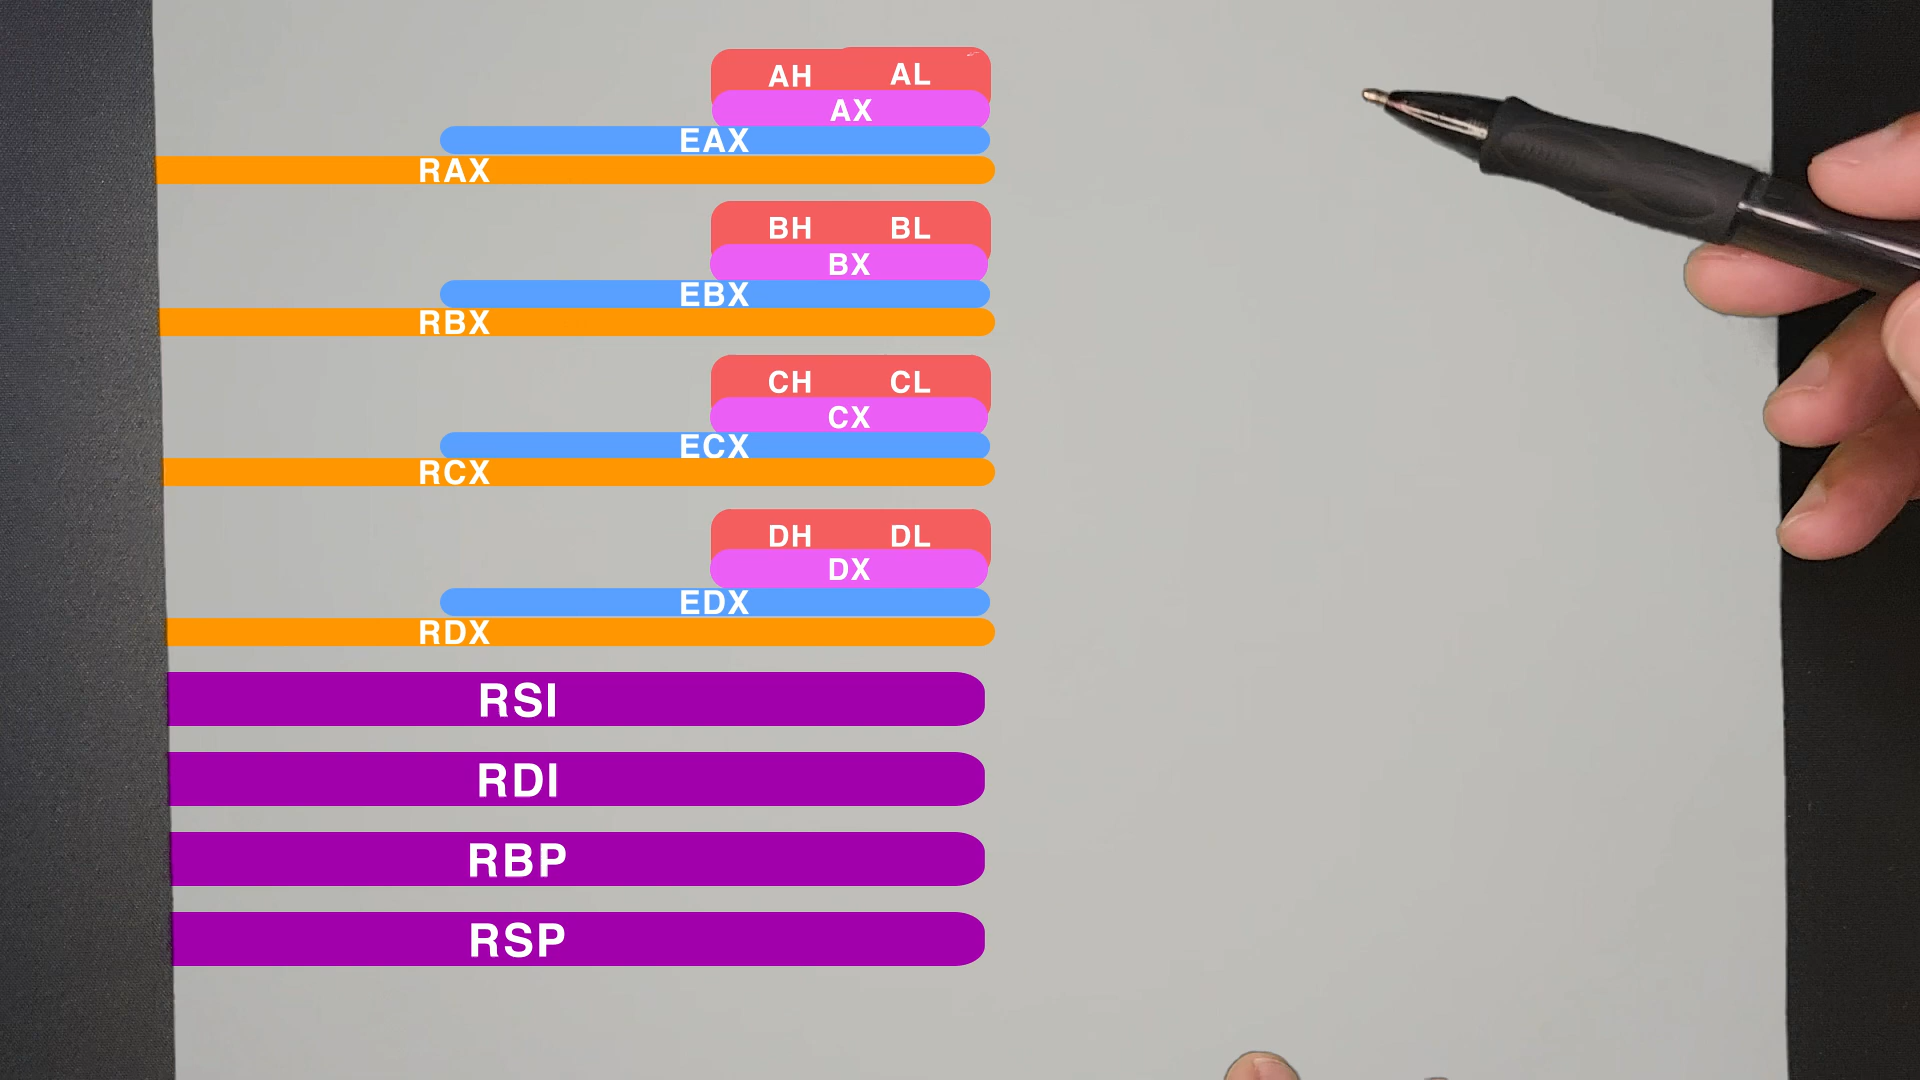 AH AL
AX
EAX
RAX
BH BL
BX
EBX
RBX
CH CL
CX
ECX
RCX
DH DL
DX
EDX
RDX
RSI
RDI
RBP
RSP